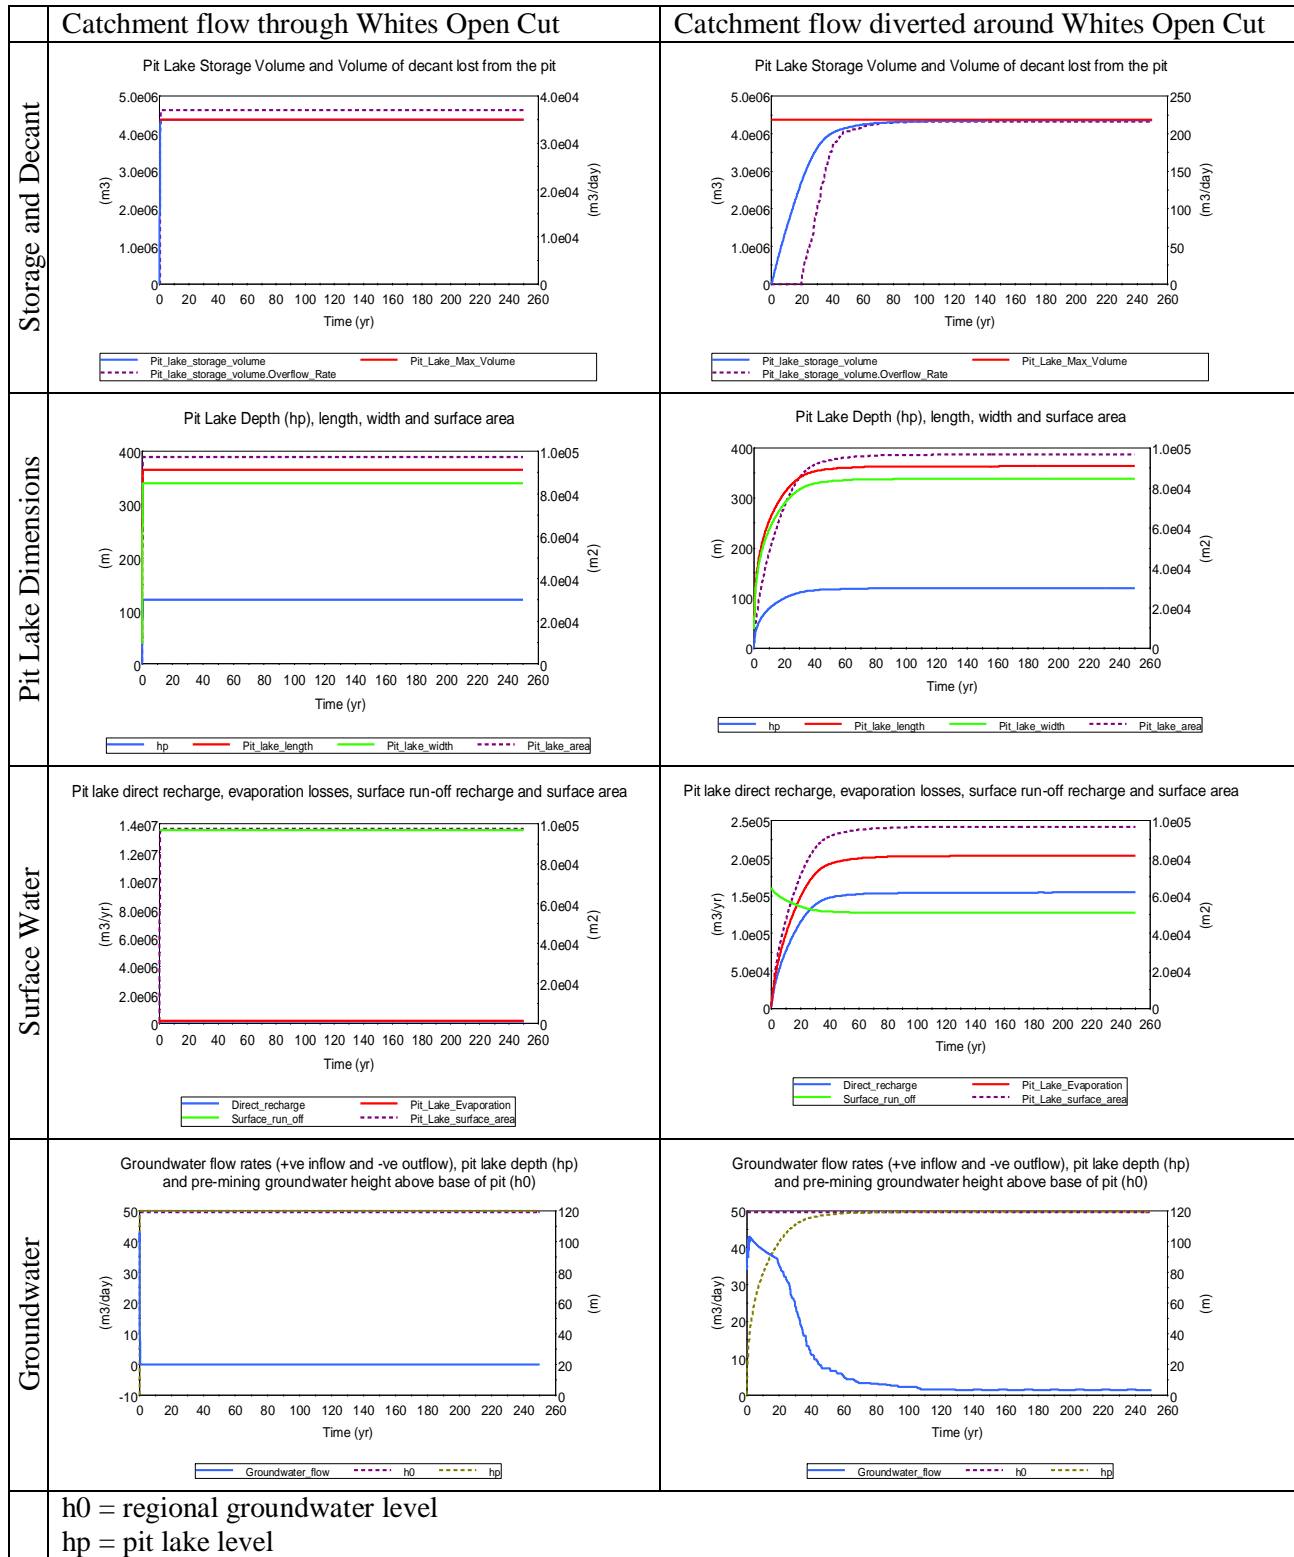 Catchment flow through Whites Open Cut
Catchment flow diverted around Whites Open Cut
Storage and Decant
Pit Lake Storage Volume and Volume of decant lost from the pit
5.0e06
4.0e06
3.0e06
2.0e06
1.0e06
0
(m3)
4.0e04
3.0e04
2.0e04
1.0e04
0
(m3/day)
0 20 40 60 80 100 120 140 160 180 200 220 240 260
Time (yr)
Pit_lake_storage_volume Pit_Lake_Max_Volume
Pit_lake_storage_volume.Overflow_Rate
Pit Lake Storage Volume and Volume of decant lost from the pit
5.0e06
4.0e06
3.0e06
2.0e06
1.0e06
0
(m3)
250
200
150
100
50
0
(m3/day)
0 20 40 60 80 100 120 140 160 180 200 220 240 260
Time (yr)
Pit_lake_storage_volume Pit_Lake_Max_Volume
Pit_lake_storage_volume.Overflow_Rate
Pit Lake Dimensions
Pit Lake Depth (hp), length, width and surface area
400
300
200
100
0
(m)
1.0e05
8.0e04
6.0e04
4.0e04
2.0e04
0
(m2)
0 20 40 60 80 100 120 140 160 180 200 220 240 260
Time (yr)
hp Pit_lake_length Pit_lake_width Pit_lake_area
Pit Lake Depth (hp), length, width and surface area
400
300
200
100
0
(m)
1.0e05
8.0e04
6.0e04
4.0e04
2.0e04
0
(m2)
0 20 40 60 80 100 120 140 160 180 200 220 240 260
Time (yr)
hp Pit_lake_length Pit_lake_width Pit_lake_area
Surface Water
Pit lake direct recharge, evaporation losses, surface run-off recharge and surface area
1.4e07
1.2e07
1.0e07
8.0e06
6.0e06
4.0e06
2.0e06
0
(m3/yr)
1.0e05
8.0e04
6.0e04
4.0e04
2.0e04
0
(m2)
0 20 40 60 80 100 120 140 160 180 200 220 240 260
Time (yr)
Direct_recharge Pit_Lake_Evaporation
Surface_run_off Pit_Lake_surface_area
Pit lake direct recharge, evaporation losses, surface run-off recharge and surface area
2.5e05
2.0e05
1.5e05
1.0e05
5.0e04
0
(m3/yr)
1.0e05
8.0e04
6.0e04
4.0e04
2.0e04
0
(m2)
0 20 40 60 80 100 120 140 160 180 200 220 240 260
Time (yr)
Direct_recharge Pit_Lake_Evaporation
Surface_run_off Pit_Lake_surface_area
Groundwater
Groundwater flow rates (+ve inflow and -ve outflow), pit lake depth (hp)
and pre-mining groundwater height above base of pit (h0)
50
40
30
20
10
0
-10
(m3/day)
120
100
80
60
40
20
0
(m)
0 20 40 60 80 100 120 140 160 180 200 220 240 260
Time (yr)
Groundwater_flow h0 hp
Groundwater flow rates (+ve inflow and -ve outflow), pit lake depth (hp)
and pre-mining groundwater height above base of pit (h0)
50
40
30
20
10
0
(m3/day)
120
100
80
60
40
20
0
(m)
0 20 40 60 80 100 120 140 160 180 200 220 240 260
Time (yr)
Groundwater_flow h0 hp
h0 = regional groundwater level
hp = pit lake level